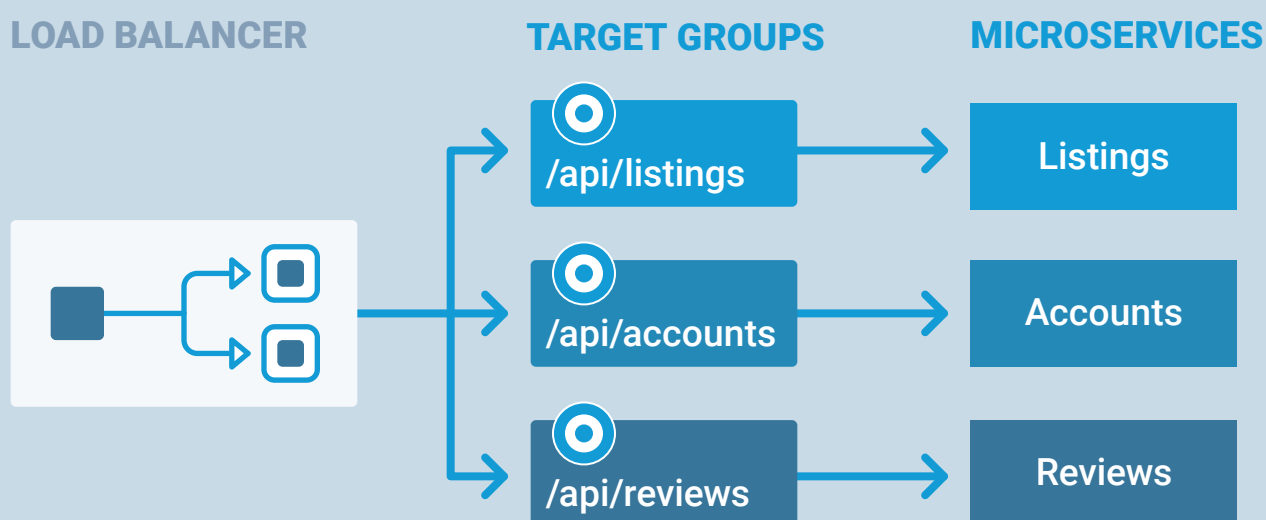 LOAD BALANCER
TARGET GROUPS
MICROSERVICES
/api/listings
Listings
/api/accounts
Accounts
/api/reviews
Reviews